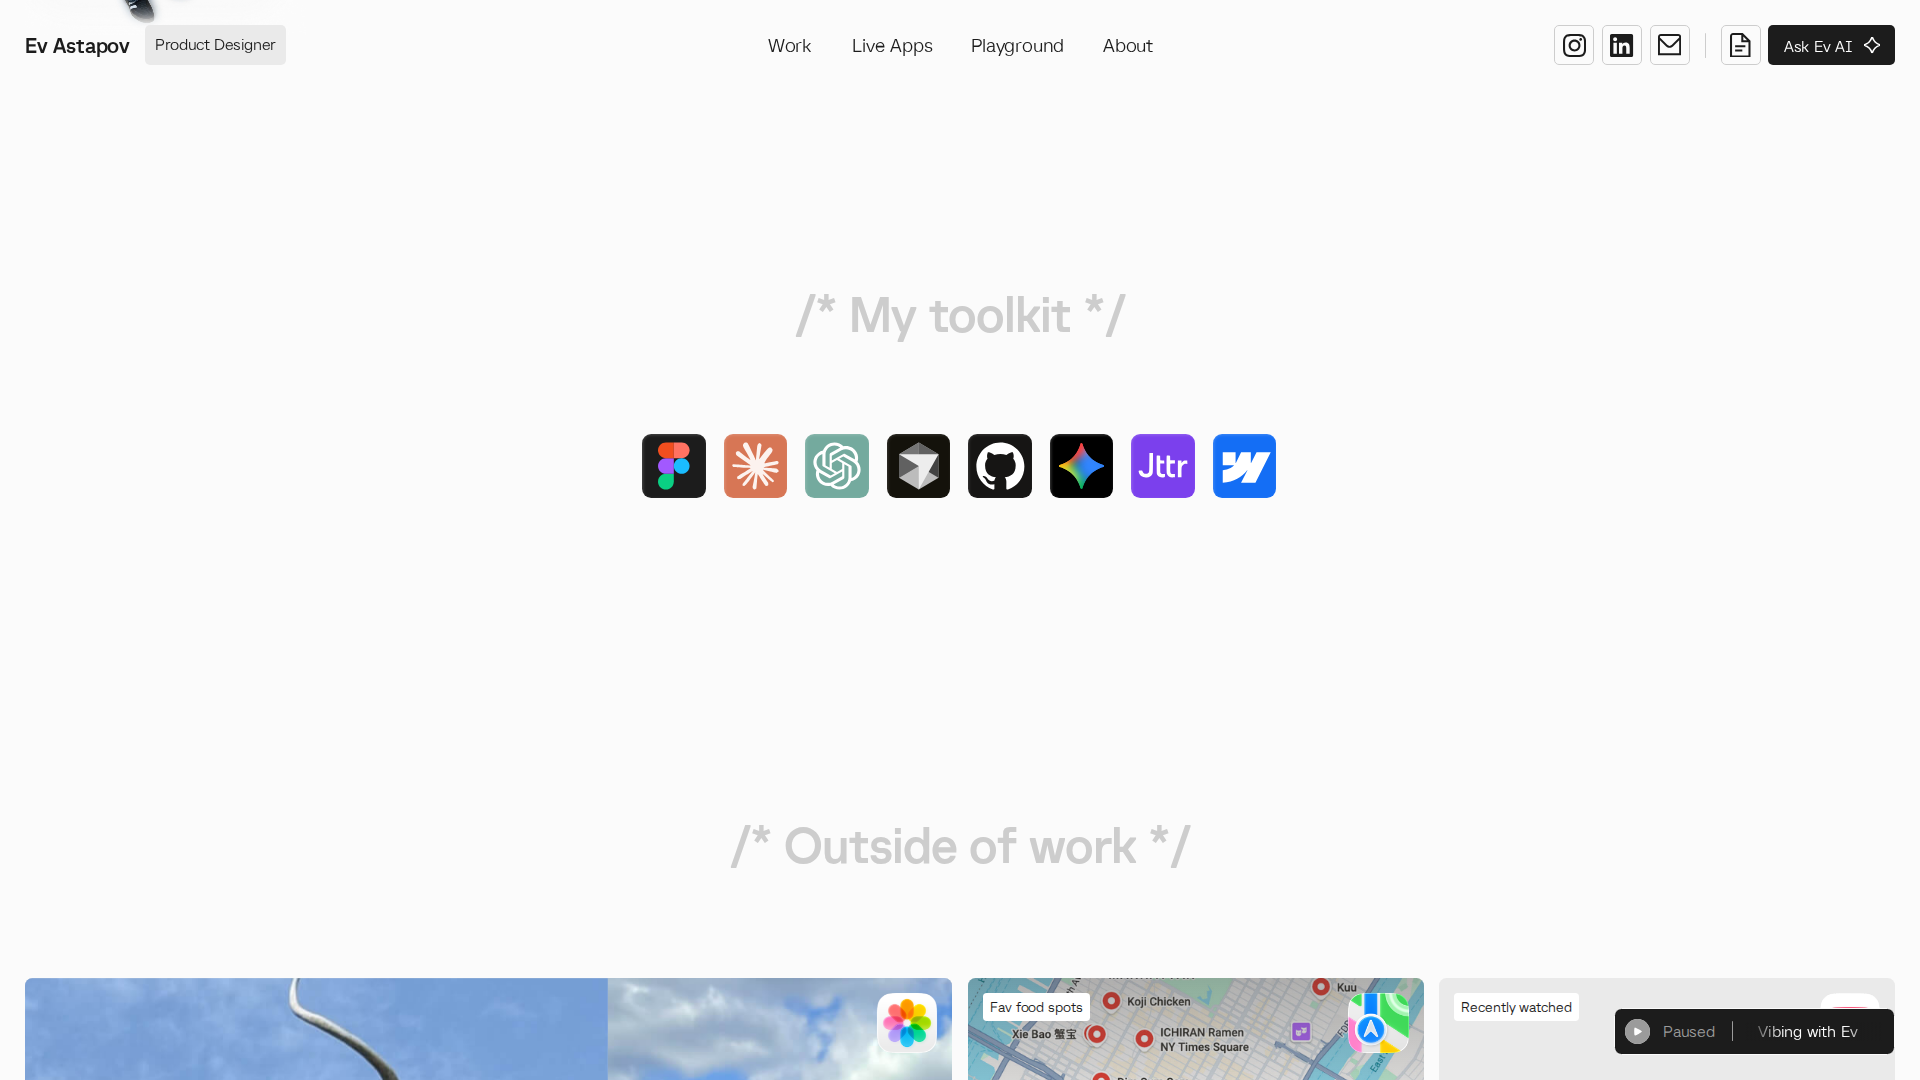 Ev Astapov
Product Designer
Work
Live Apps
Playground
About
Ask Ev AI
/* My toolkit */
Jttr
/* Outside of work */
Fav food spots
Koji Chicken
Kuu
Xie Bao 蟹宝
ICHIRAN Ramen
NY Times Square
Recently watched
Paused
Vibing with Ev